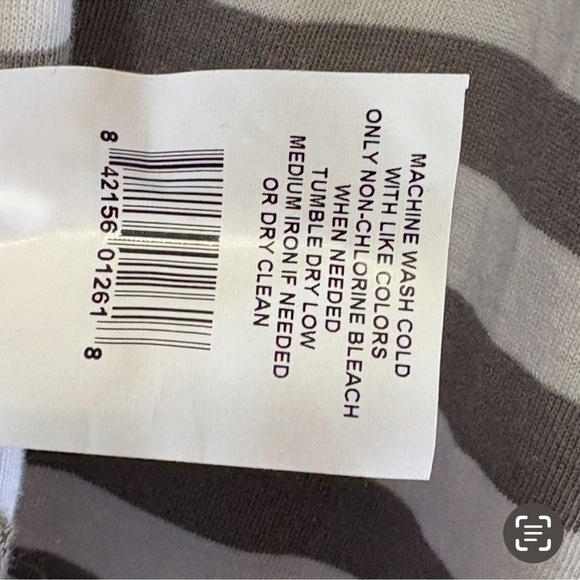 MACHINE WASH COLD
WITH LIKE COLORS
ONLY NON-CHLORINE BLEACH
WHEN NEEDED
TUMBLE DRY LOW
MEDIUM IRON IF NEEDED
OR DRY CLEAN
8 42156 01261 8